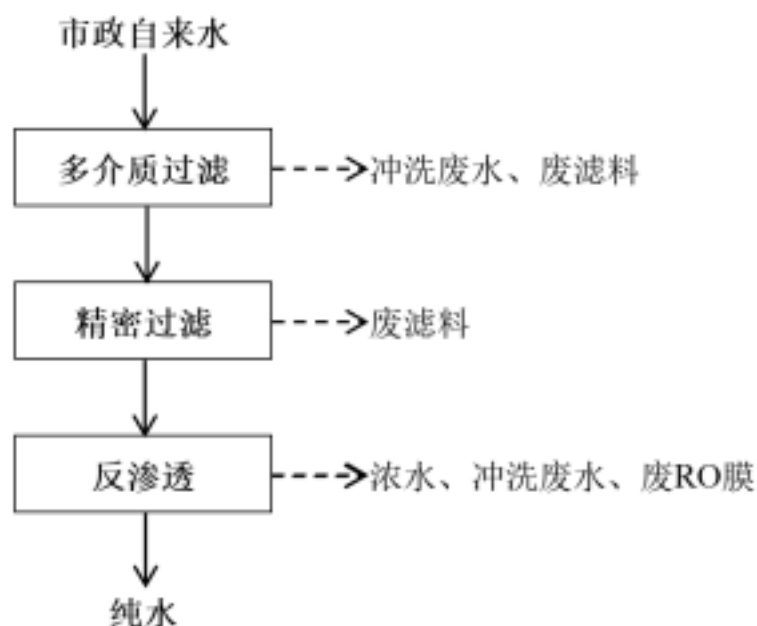 市政自来水
多介质过滤
冲洗废水、废滤料
精密过滤
废滤料
反渗透
浓水、冲洗废水、废RO膜
纯水